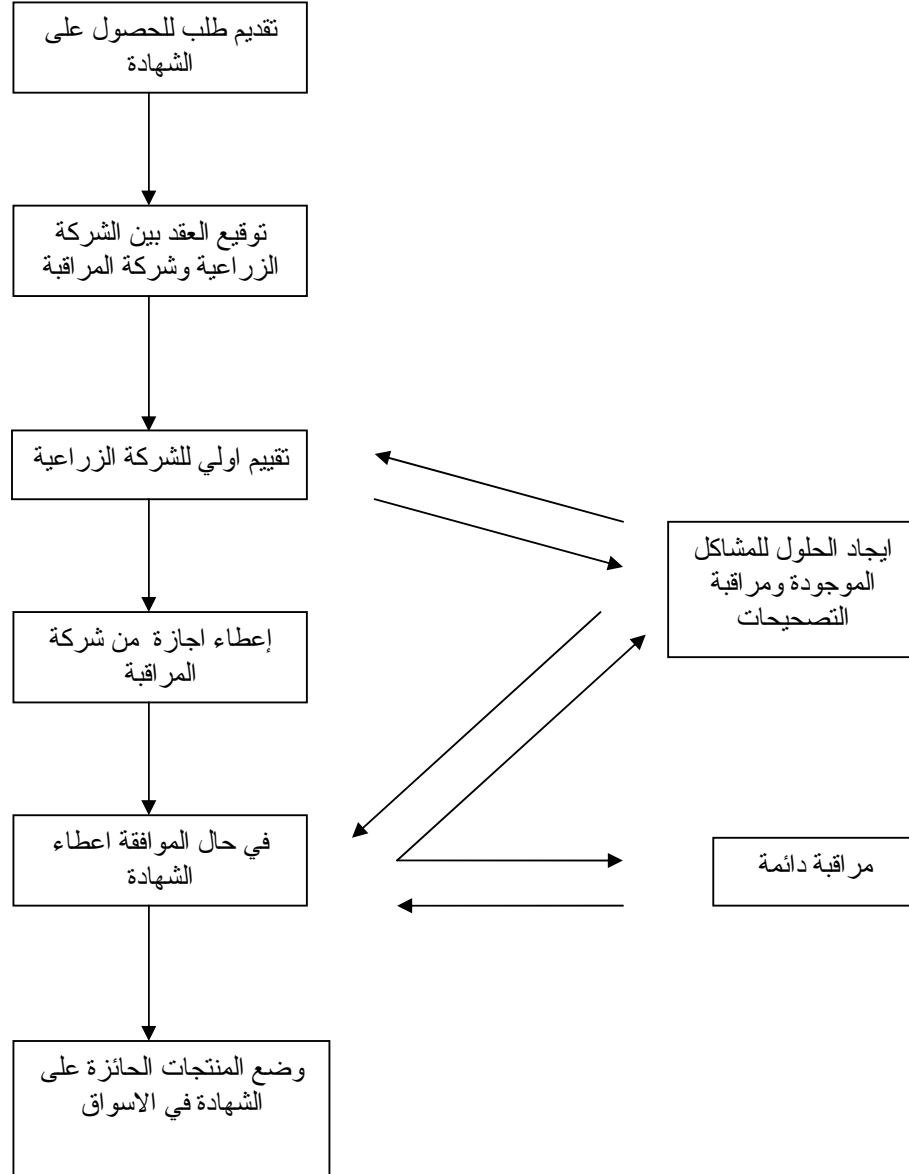 تقديم طلب للحصول على
الشهادة
توقيع العقد بين الشركة
الزراعية وشركة المراقبة
تقييم اولي للشركة الزراعية
ايجاد الحلول للمشاكل
الموجودة ومراقبة
التصحيحات
إعطاء اجازة من شركة
المراقبة
في حال الموافقة اعطاء
الشهادة
مراقبة دائمة
وضع المنتجات الحائزة على
الشهادة في الاسواق